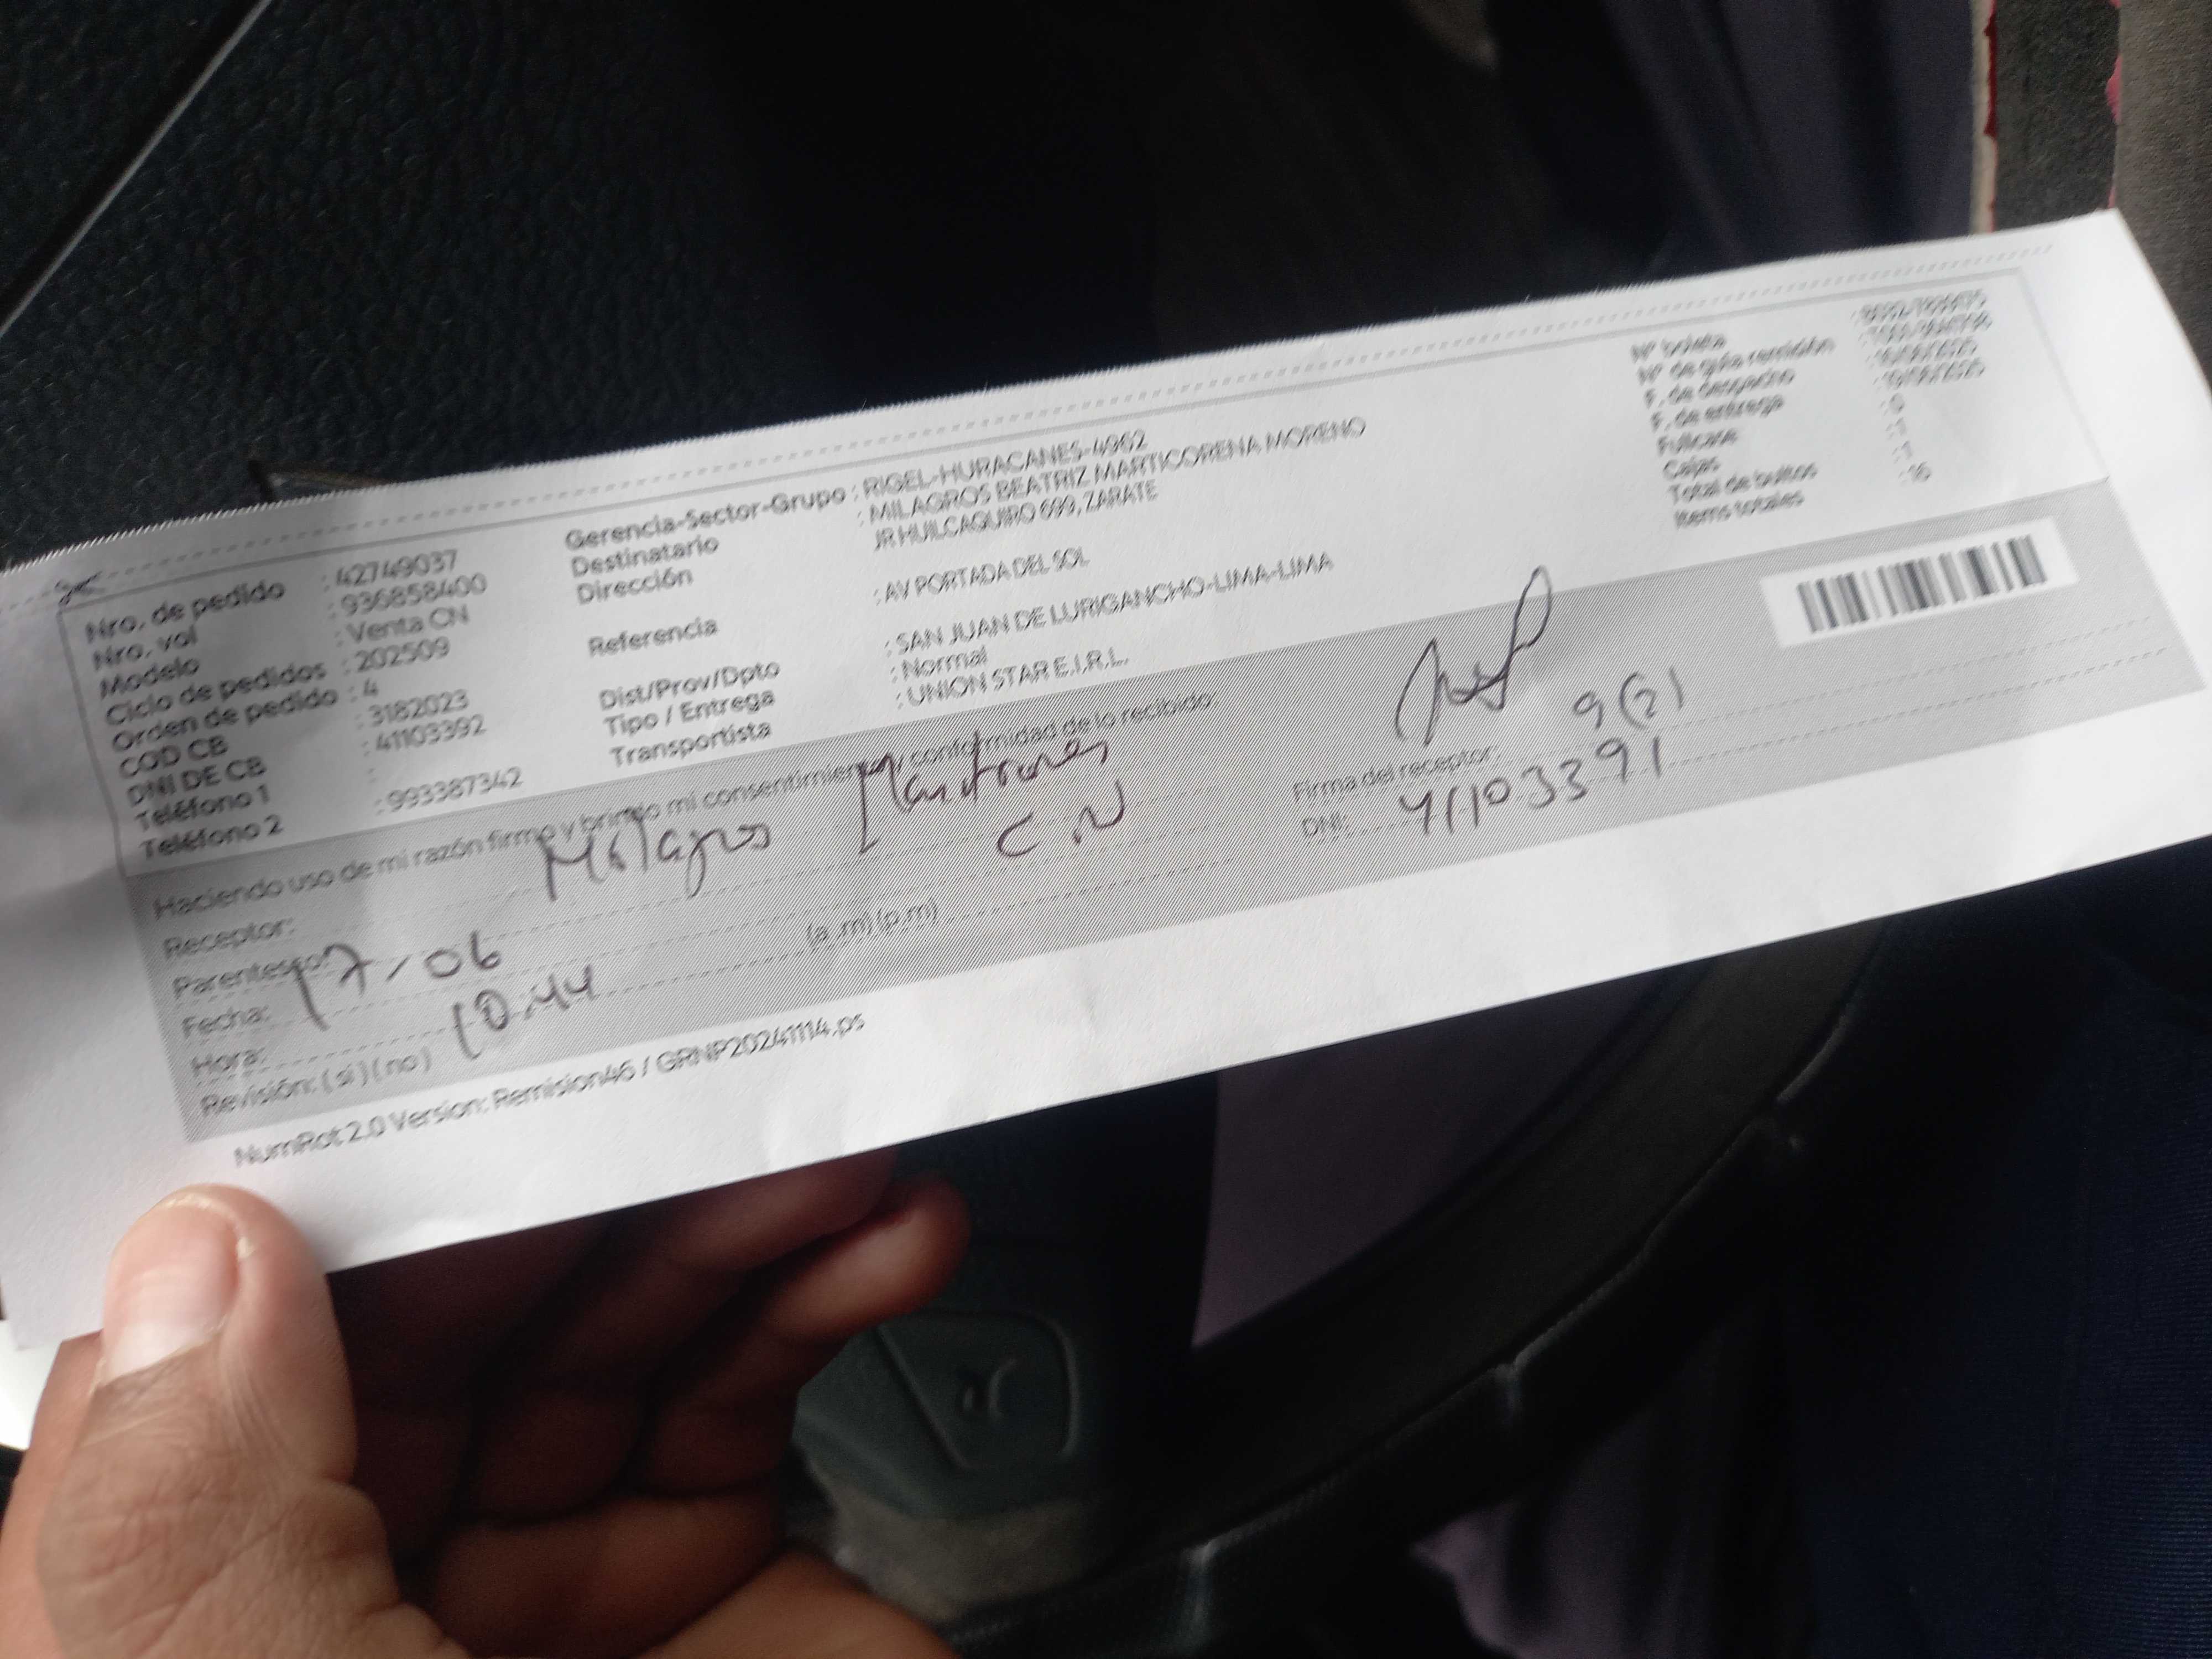 Nro. de pedido : 42749037
Nro. vol : 936858400
Modelo : Venta CN
Ciclo de pedidos : 202509
Orden de pedido : 4
COD CB : 3182023
DNI DE CB : 41103392
Teléfono 1 :
Teléfono 2 : 993387342
Gerencia-Sector-Grupo : RIGEL-HURACANES-4962
Destinatario : MILAGROS BEATRIZ MARTICORENA MORENO
Dirección JR HUILCAQUIRO 699, ZARATE
Referencia : AV PORTADA DEL SOL
Dist/Prov/Dpto : SAN JUAN DE LURIGANCHO-LIMA-LIMA
Tipo / Entrega : Normal
Transportista : UNION STAR E.I.R.L.
N° boleta
N° de guía remisión
F. de despacho
F. de entrega
Fullcase : 0
Cajas : 1
Total de bultos : 1
Items totales : 16
Haciendo uso de mi razón firmo y brindo mi consentimiento y conformidad de lo recibido:
Receptor: Milagros
Parentesco: C.N
Fecha: 17-06
Hora: 10:44 (a .m) (p.m)
Revisión: ( si ) ( no )
Firma del receptor:
9(2)
DNI: 41103391
NumRot 2.0 Version: Remision46 / GRNP20241114.ps